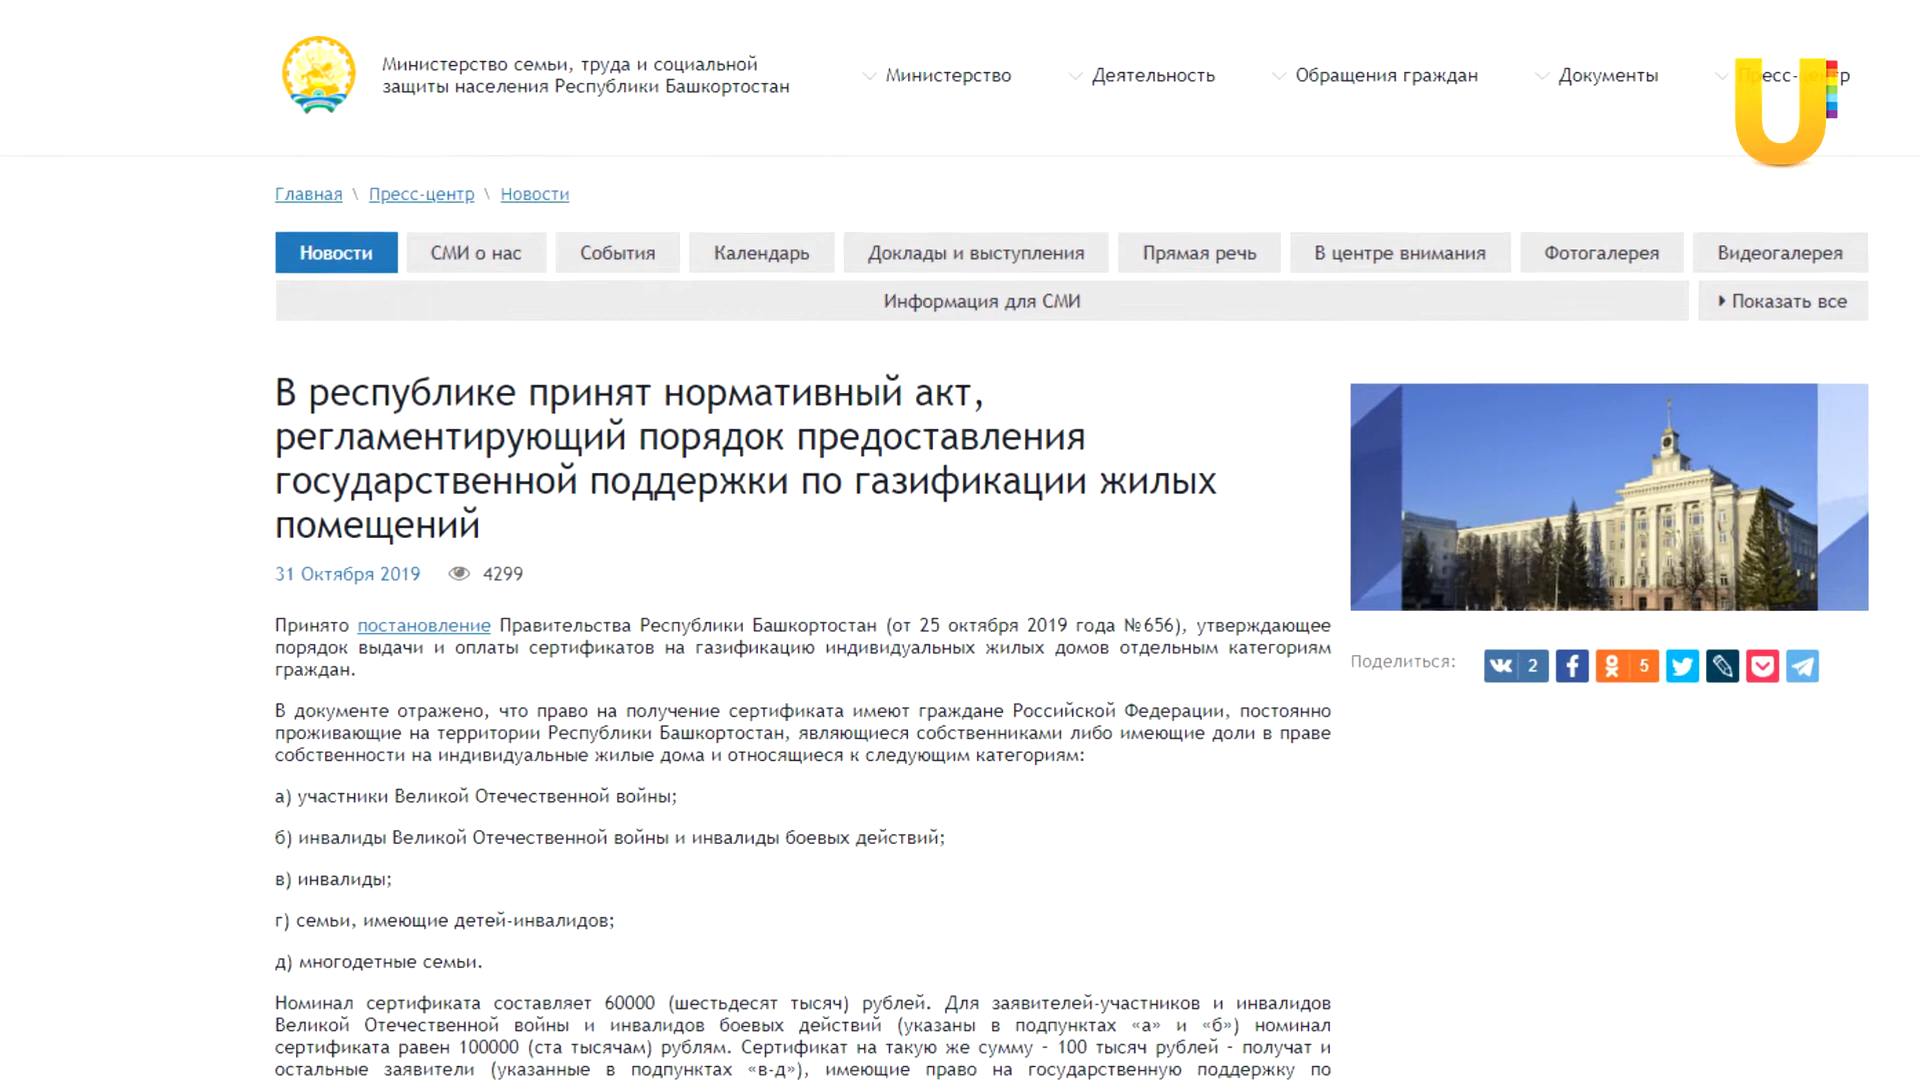 Министерство семьи, труда и социальной
защиты населения Республики Башкортостан
Министерство
Деятельность
Обращения граждан
Документы
U
Главная \ Пресс-центр \ Новости
Новости
СМИ о нас
События
Календарь
Доклады и выступления
Прямая речь
В центре внимания
Фотогалерея
Видеогалерея
Информация для СМИ
Показать все
В республике принят нормативный акт,
регламентирующий порядок предоставления
государственной поддержки по газификации жилых
помещений
31 Октября 2019 4299
Принято постановление Правительства Республики Башкортостан (от 25 октября 2019 года №656), утверждающее
порядок выдачи и оплаты сертификатов на газификацию индивидуальных жилых домов отдельным категориям
граждан.
В документе отражено, что право на получение сертификата имеют граждане Российской Федерации, постоянно
проживающие на территории Республики Башкортостан, являющиеся собственниками либо имеющие доли в праве
собственности на индивидуальные жилые дома и относящиеся к следующим категориям:
а) участники Великой Отечественной войны;
б) инвалиды Великой Отечественной войны и инвалиды боевых действий;
в) инвалиды;
г) семьи, имеющие детей-инвалидов;
д) многодетные семьи.
Номинал сертификата составляет 60000 (шестьдесят тысяч) рублей. Для заявителей-участников и инвалидов
Великой Отечественной войны и инвалидов боевых действий (указаны в подпунктах «а» и «б») номинал
сертификата равен 100000 (ста тысячам) рублям. Сертификат на такую же сумму - 100 тысяч рублей - получат и
остальные заявители (указанные в подпунктах «в-д»), имеющие право на государственную поддержку по
Поделиться:
2
5